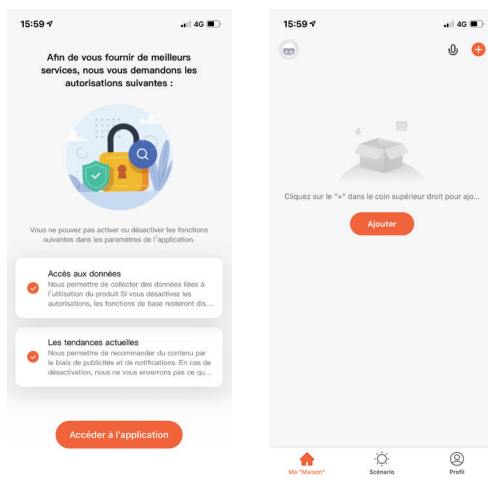 15:59
4G
Afin de vous fournir de meilleurs
services, nous vous demandons les
autorisations suivantes :
Vous ne pouvez pas activer ou désactiver les fonctions
suivantes dans les paramètres de l'application.
Accès aux données
Nous permettre de collecter des données liées à
l'utilisation du produit Si vous désactivez les
autorisations, les fonctions de base resteront dis...
Les tendances actuelles
Nous permettre de recommander du contenu par
le biais de publicités et de notifications. En cas de
désactivation, nous ne vous enverrons pas ce qu...
Accéder à l'application
15:59
4G
Cliquez sur le "+" dans le coin supérieur droit pour ajo...
Ajouter
Ma "Maison"
Scénario
Profil